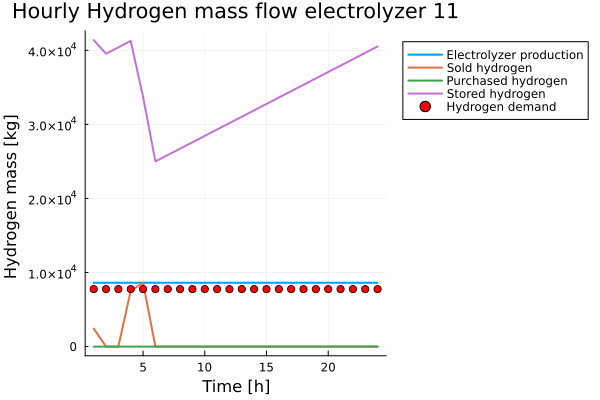 Hourly Hydrogen mass flow electrolyzer 11
Hydrogen mass [kg]
4.0×10⁴
3.0×10⁴
2.0×10⁴
1.0×10⁴
0
5 10 15 20
Time [h]
Electrolyzer production
Sold hydrogen
Purchased hydrogen
Stored hydrogen
Hydrogen demand